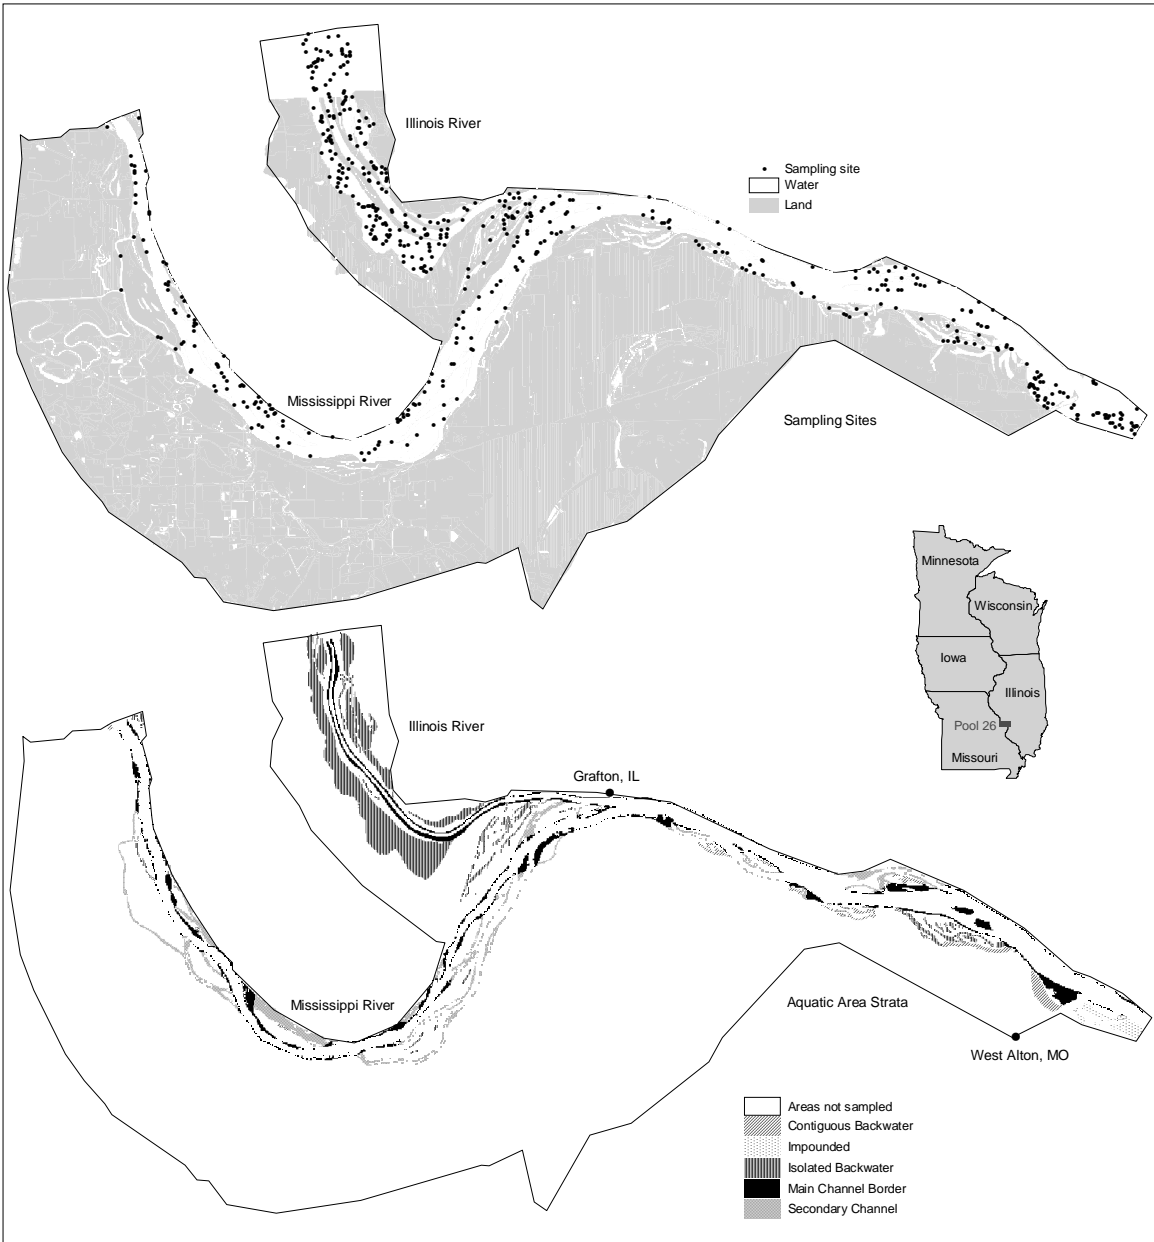 Illinois River
Sampling site
Water
Land
Mississippi River
Sampling Sites
Minnesota
Wisconsin
Iowa
Illinois
Pool 26
Missouri
Illinois River
Grafton, IL
Mississippi River
Aquatic Area Strata
West Alton, MO
Areas not sampled
Contiguous Backwater
Impounded
Isolated Backwater
Main Channel Border
Secondary Channel